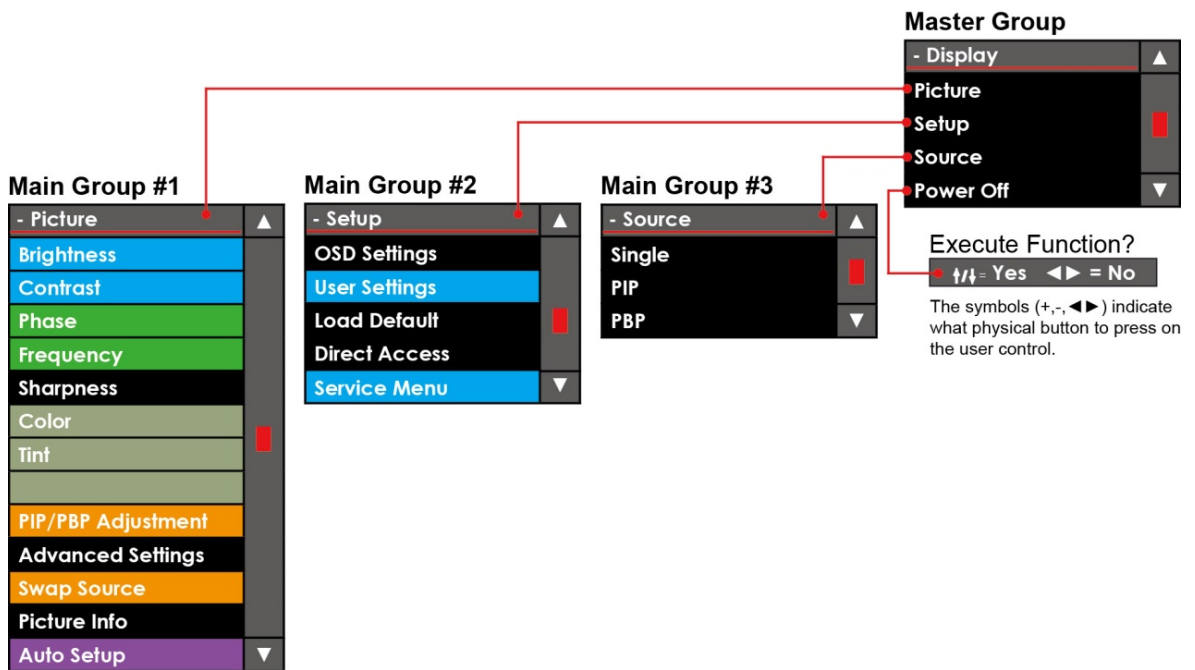 Master Group
- Display
Picture
Setup
Source
Power Off
Execute Function?
↑/↓= Yes ◀▶ = No
The symbols (+,-,◀▶) indicate
what physical button to press on
the user control.
Main Group #1
- Picture
Brightness
Contrast
Phase
Frequency
Sharpness
Color
Tint
PIP/PBP Adjustment
Advanced Settings
Swap Source
Picture Info
Auto Setup
Main Group #2
- Setup
OSD Settings
User Settings
Load Default
Direct Access
Service Menu
Main Group #3
- Source
Single
PIP
PBP